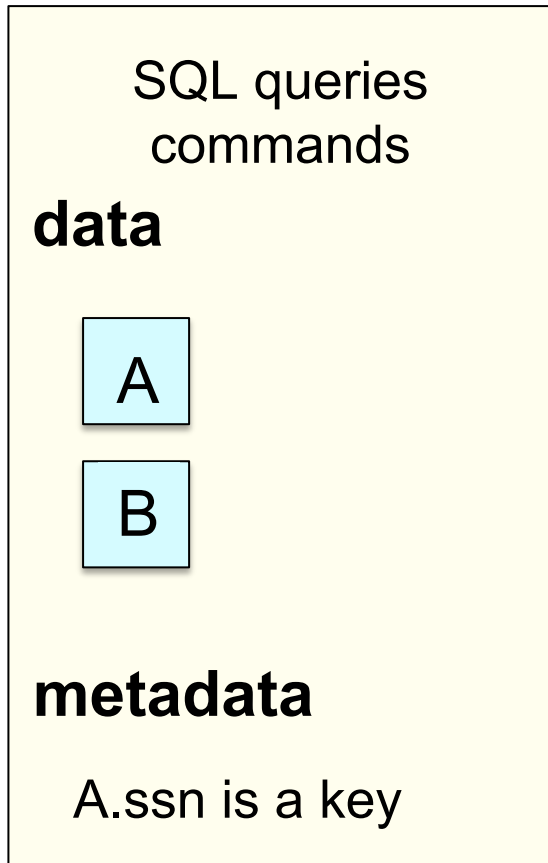 SQL queries
commands
data
A
B
metadata
A.ssn is a key